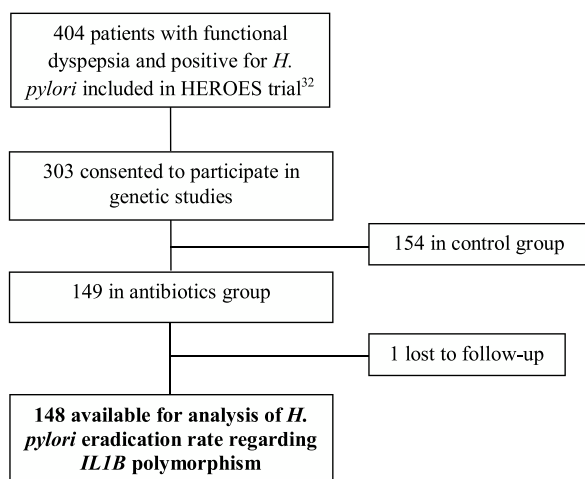 404 patients with functional
dyspepsia and positive for H.
pylori included in HEROES trial32
303 consented to participate in
genetic studies
154 in control group
149 in antibiotics group
1 lost to follow-up
148 available for analysis of H.
pylori eradication rate regarding
IL1B polymorphism